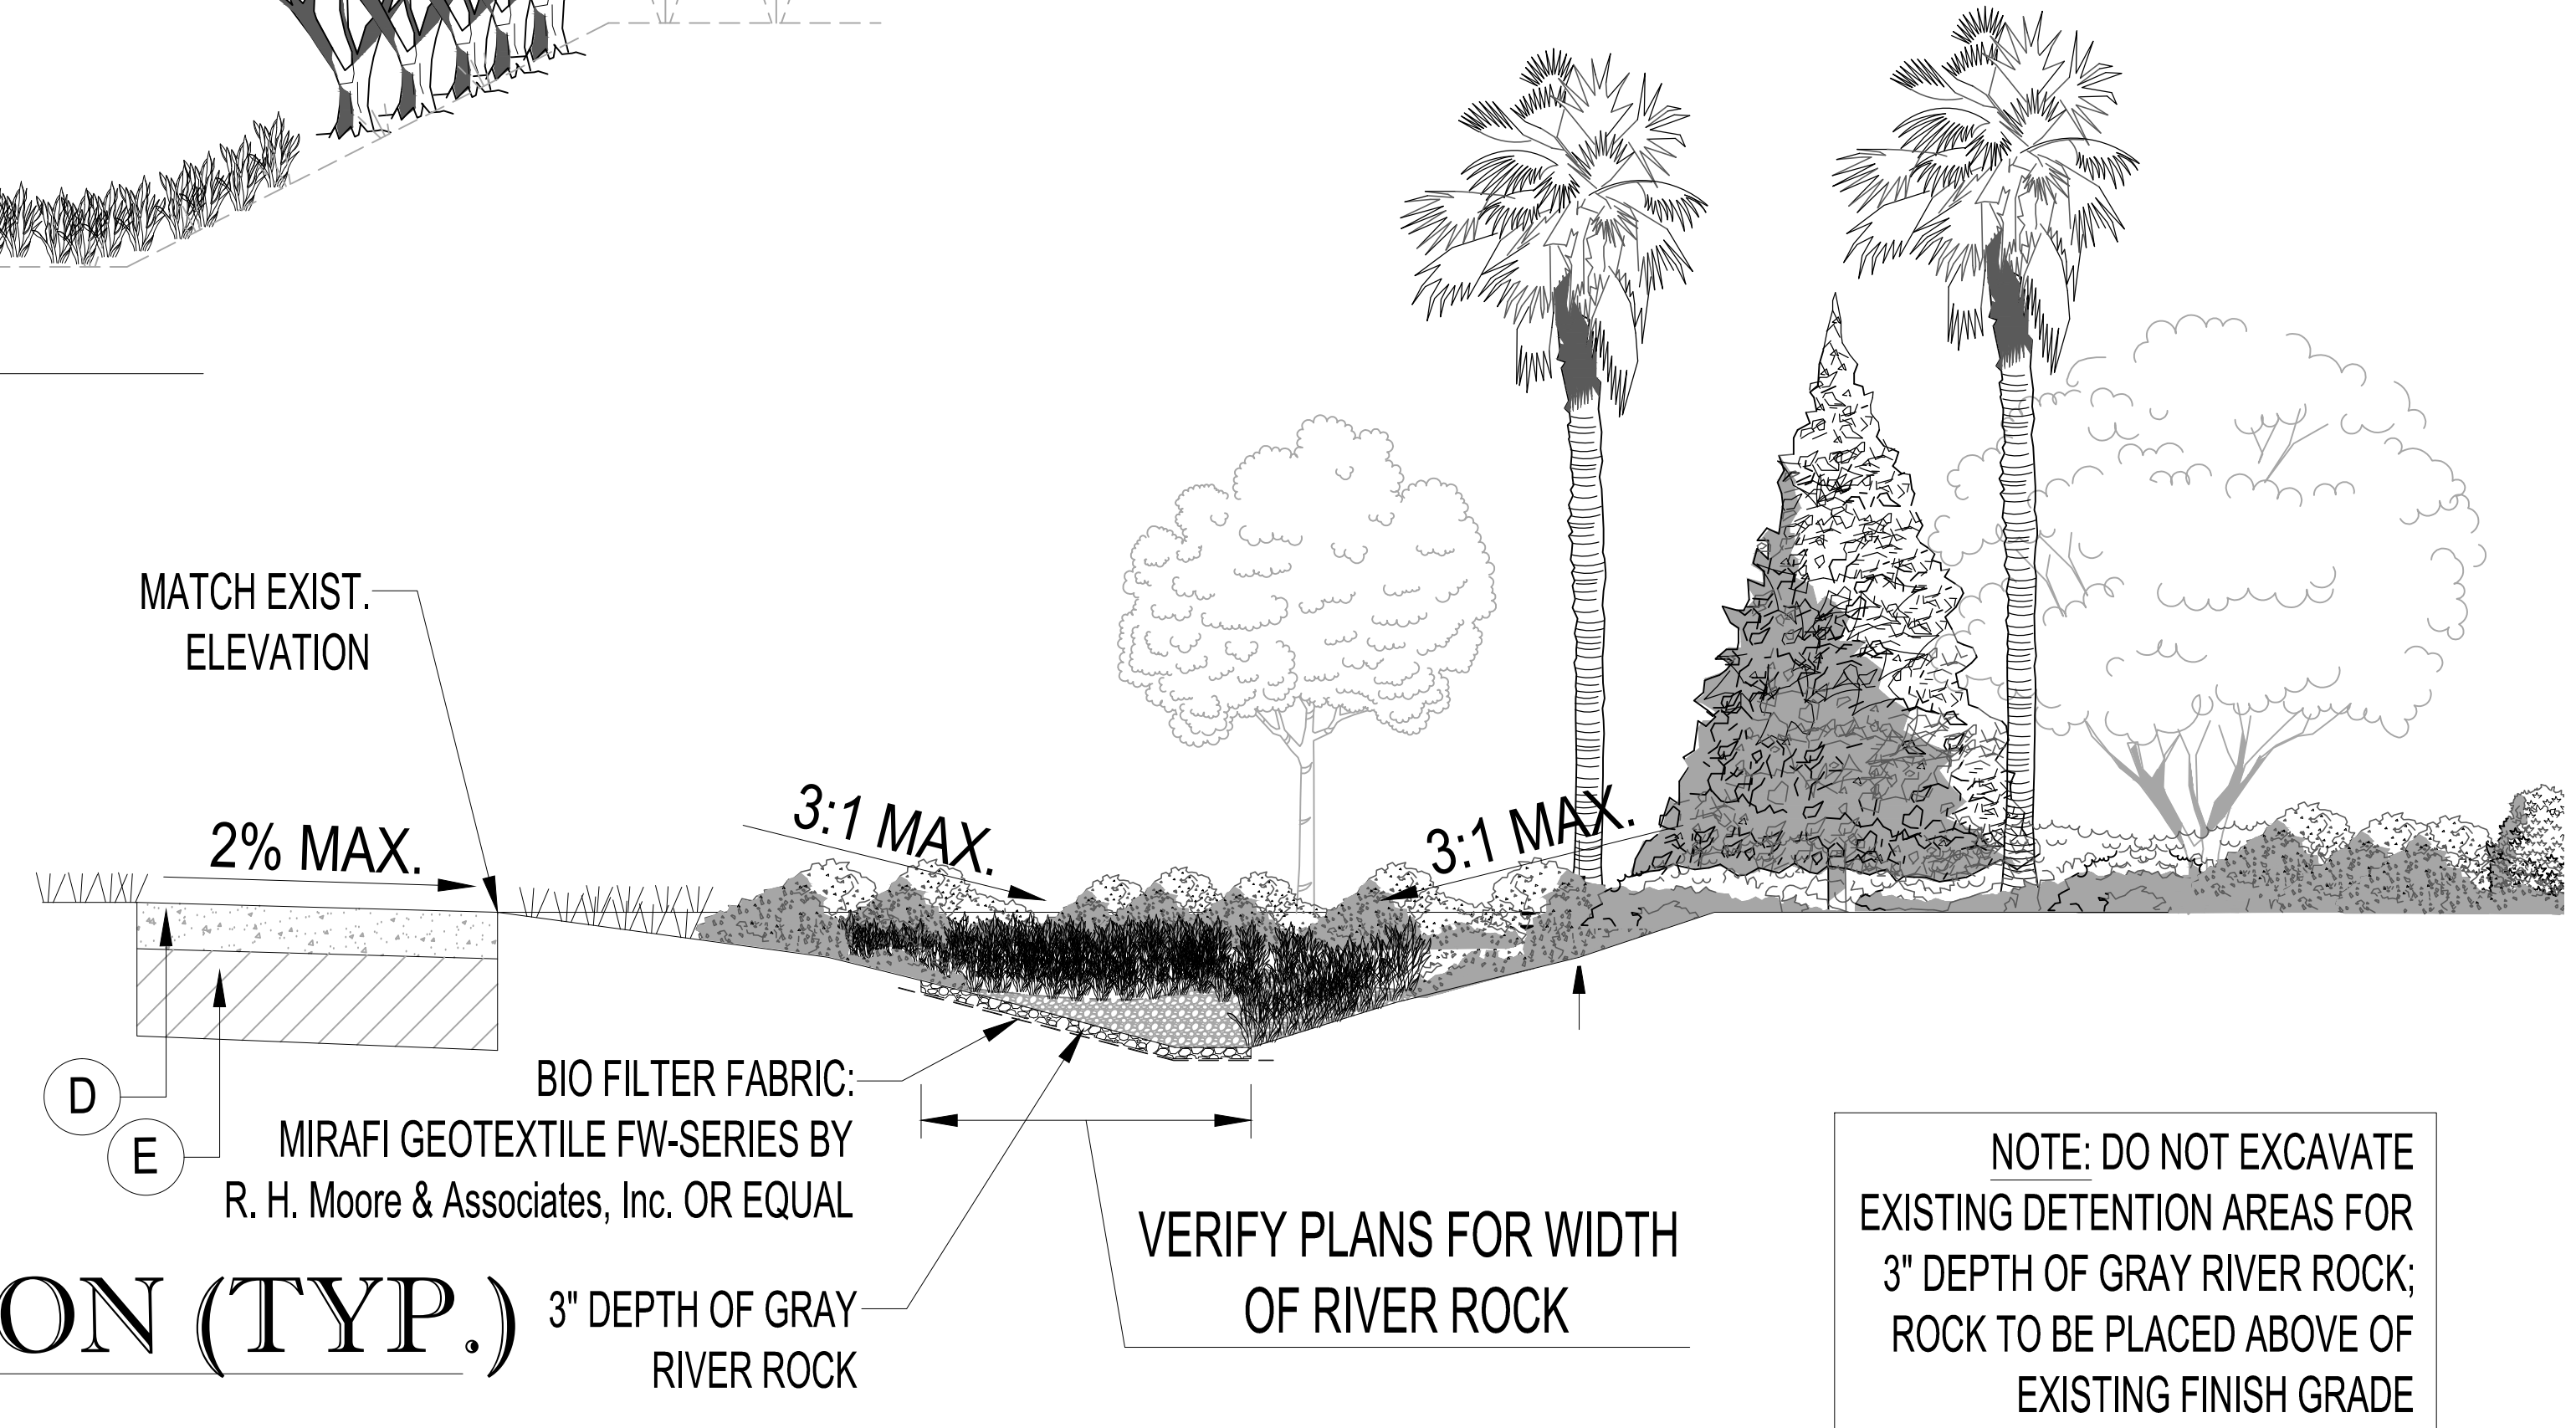 MATCH EXIST.
ELEVATION
2% MAX.
3:1 MAX.
3:1 MAX.
D
E
BIO FILTER FABRIC:
MIRAFI GEOTEXTILE FW-SERIES BY
R. H. Moore & Associates, Inc. OR EQUAL
3" DEPTH OF GRAY
RIVER ROCK
VERIFY PLANS FOR WIDTH
OF RIVER ROCK
NOTE: DO NOT EXCAVATE
EXISTING DETENTION AREAS FOR
3" DEPTH OF GRAY RIVER ROCK;
ROCK TO BE PLACED ABOVE OF
EXISTING FINISH GRADE
ON (TYP.)